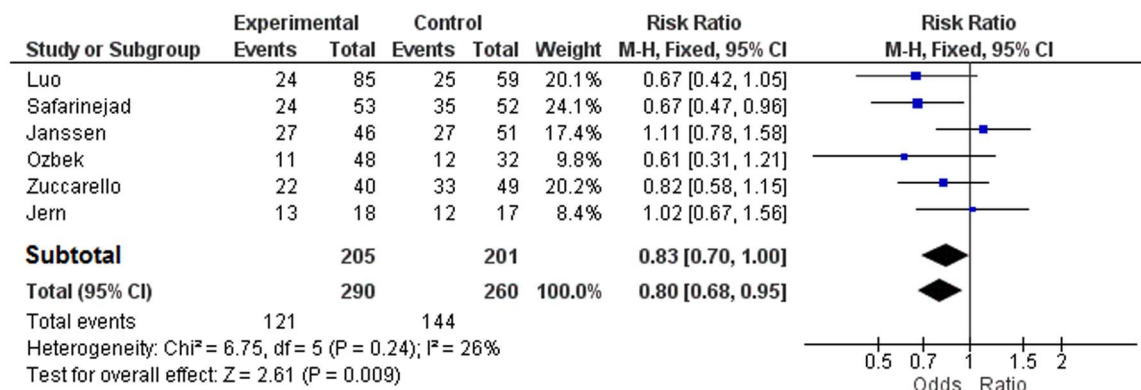 Experimental Control Risk Ratio Risk Ratio
Study or Subgroup Events Total Events Total Weight M-H, Fixed, 95% CI M-H, Fixed, 95% CI
Luo 24 85 25 59 20.1% 0.67 [0.42, 1.05]
Safarinejad 24 53 35 52 24.1% 0.67 [0.47, 0.96]
Janssen 27 46 27 51 17.4% 1.11 [0.78, 1.58]
Ozbek 11 48 12 32 9.8% 0.61 [0.31, 1.21]
Zuccarello 22 40 33 49 20.2% 0.82 [0.58, 1.15]
Jern 13 18 12 17 8.4% 1.02 [0.67, 1.56]
Subtotal 205 201 0.83 [0.70, 1.00]
Total (95% CI) 290 260 100.0% 0.80 [0.68, 0.95]
Total events 121 144
Heterogeneity: Chi² = 6.75, df = 5 (P = 0.24); I² = 26%
Test for overall effect: Z = 2.61 (P = 0.009)
0.5 0.7 1 1.5 2
Odds Ratio